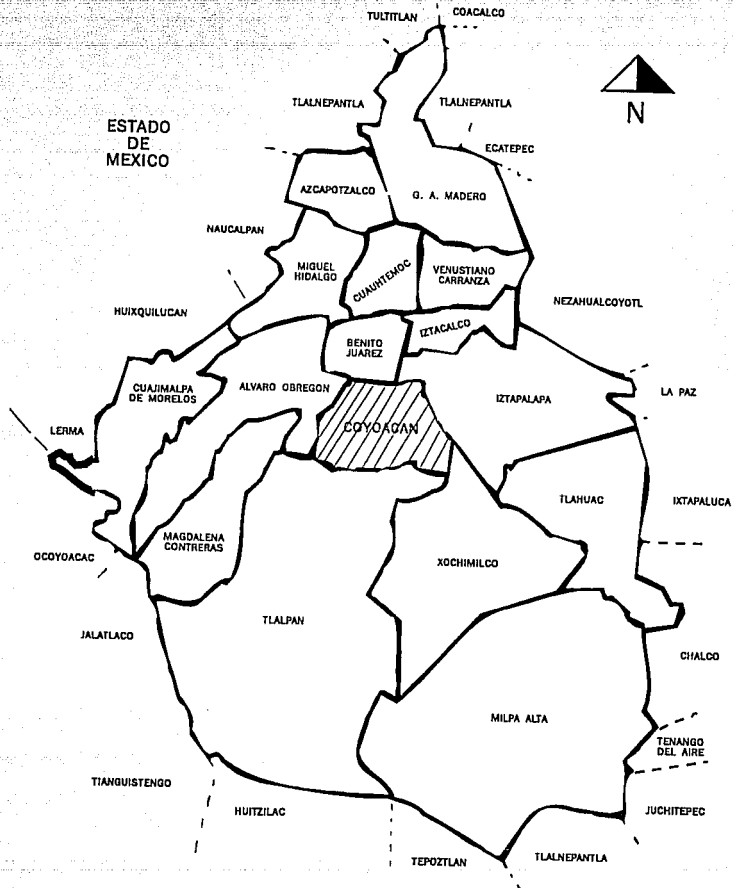 TULTITLAN
COACALCO
TLALNEPANTLA
TLALNEPANTLA
N
ESTADO
DE
MEXICO
ECATEPEC
AZCAPOTZALCO
G. A. MADERO
NAUCALPAN
MIGUEL
HIDALGO
CUAUHTEMOC
VENUSTIANO
CARRANZA
NEZAHUALCOYOTL
HUIXQUILUCAN
IZTACALCO
BENITO
JUAREZ
CUAJIMALPA
DE MORELOS
ALVARO OBREGON
IZTAPALAPA
LA PAZ
LERMA
COYOACAN
TLAHUAC
IXTAPALUCA
MAGDALENA
CONTRERAS
OCOYOACAC
XOCHIMILCO
TLALPAN
JALATLACO
CHALCO
MILPA ALTA
TENANGO
DEL AIRE
TIANGUISTENGO
HUITZILAC
JUCHITEPEC
TEPOZTLAN
TLALNEPANTLA